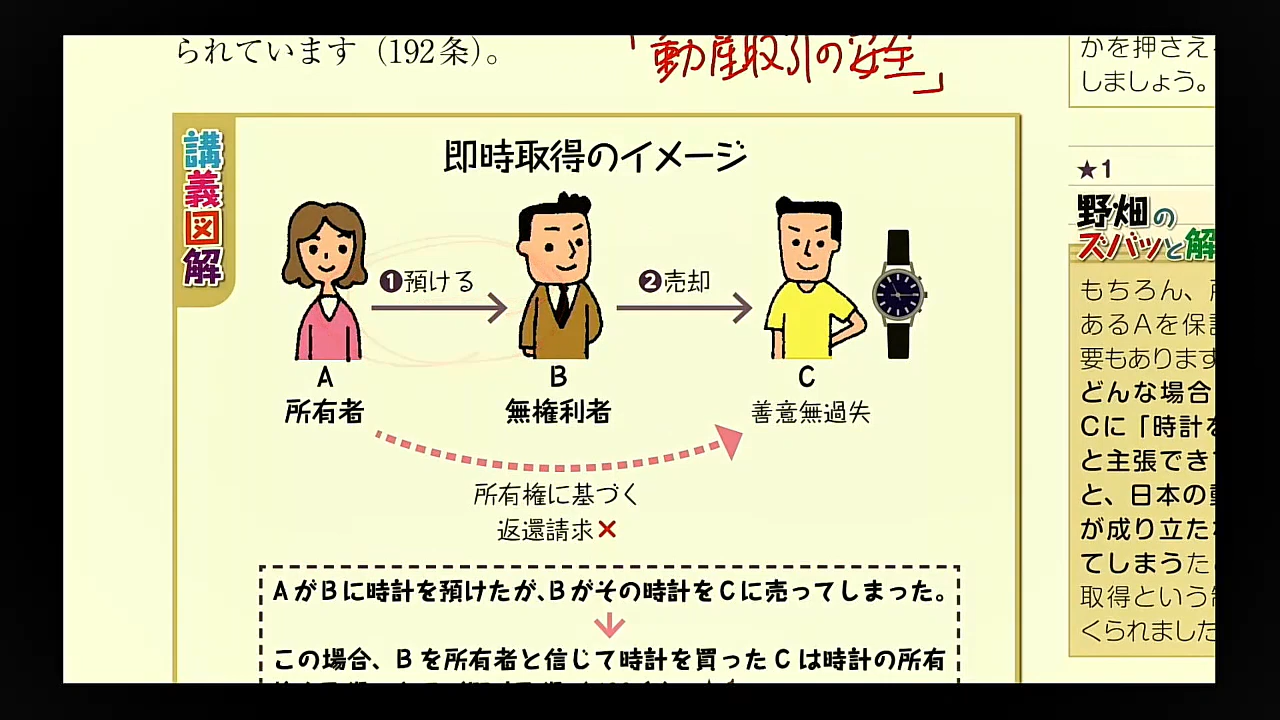 られています（192条）。
「動産取引の安全」
講義図解
即時取得のイメージ
❶預ける
❷売却
A
B
C
所有者
無権利者
善意無過失
所有権に基づく
返還請求×
AがBに時計を預けたが、Bがその時計をCに売ってしまった。
この場合、Bを所有者と信じて時計を買ったCは時計の所有
かを押さえ
しましょう。
★1
野畑の
ズバッと解
もちろん、
あるAを保
要もあります
どんな場合
Cに「時計を
と主張でき
と、日本の
が成り立た
てしまうた
取得という
くられました